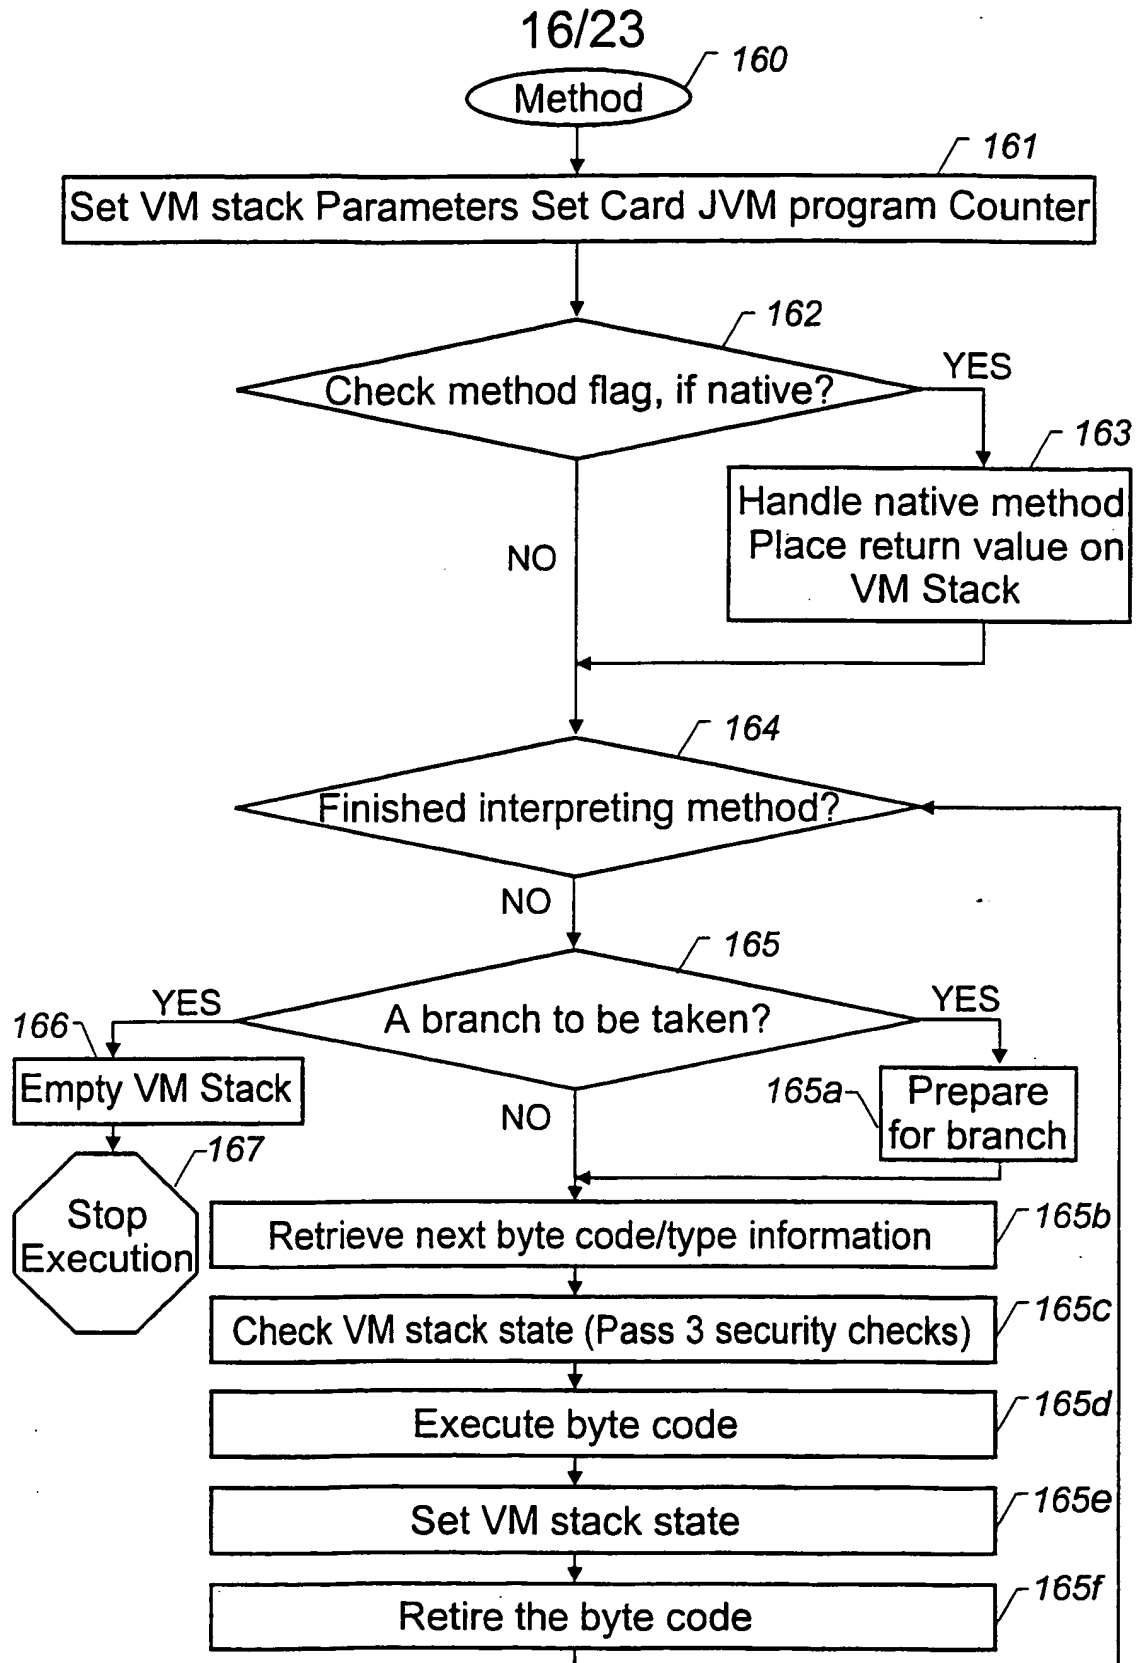 16/23
160
Method
161
Set VM stack Parameters Set Card JVM program Counter
162
Check method flag, if native?
YES
163
Handle native method
Place return value on
VM Stack
NO
164
Finished interpreting method?
NO
165
A branch to be taken?
YES
YES
166
Empty VM Stack
165a
Prepare
for branch
NO
167
Stop
Execution
165b
Retrieve next byte code/type information
165c
Check VM stack state (Pass 3 security checks)
165d
Execute byte code
165e
Set VM stack state
165f
Retire the byte code